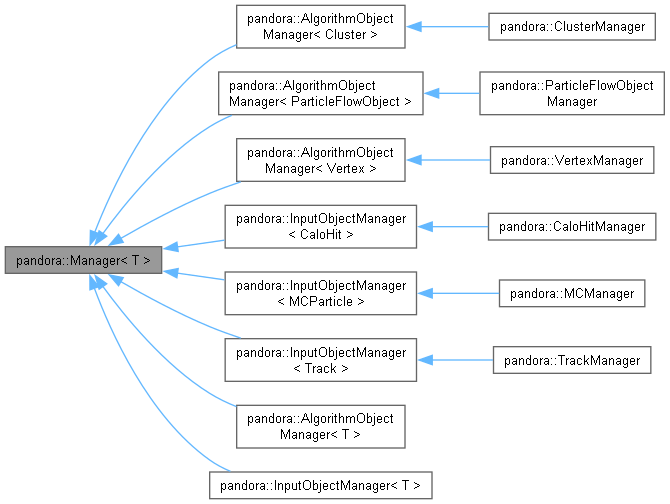 pandora::AlgorithmObject
Manager< Cluster >
pandora::ClusterManager
pandora::AlgorithmObject
Manager< ParticleFlowObject >
pandora::ParticleFlowObject
Manager
pandora::AlgorithmObject
Manager< Vertex >
pandora::VertexManager
pandora::InputObjectManager
< CaloHit >
pandora::CaloHitManager
pandora::Manager< T >
pandora::InputObjectManager
< MCParticle >
pandora::MCManager
pandora::InputObjectManager
< Track >
pandora::TrackManager
pandora::AlgorithmObject
Manager< T >
pandora::InputObjectManager< T >